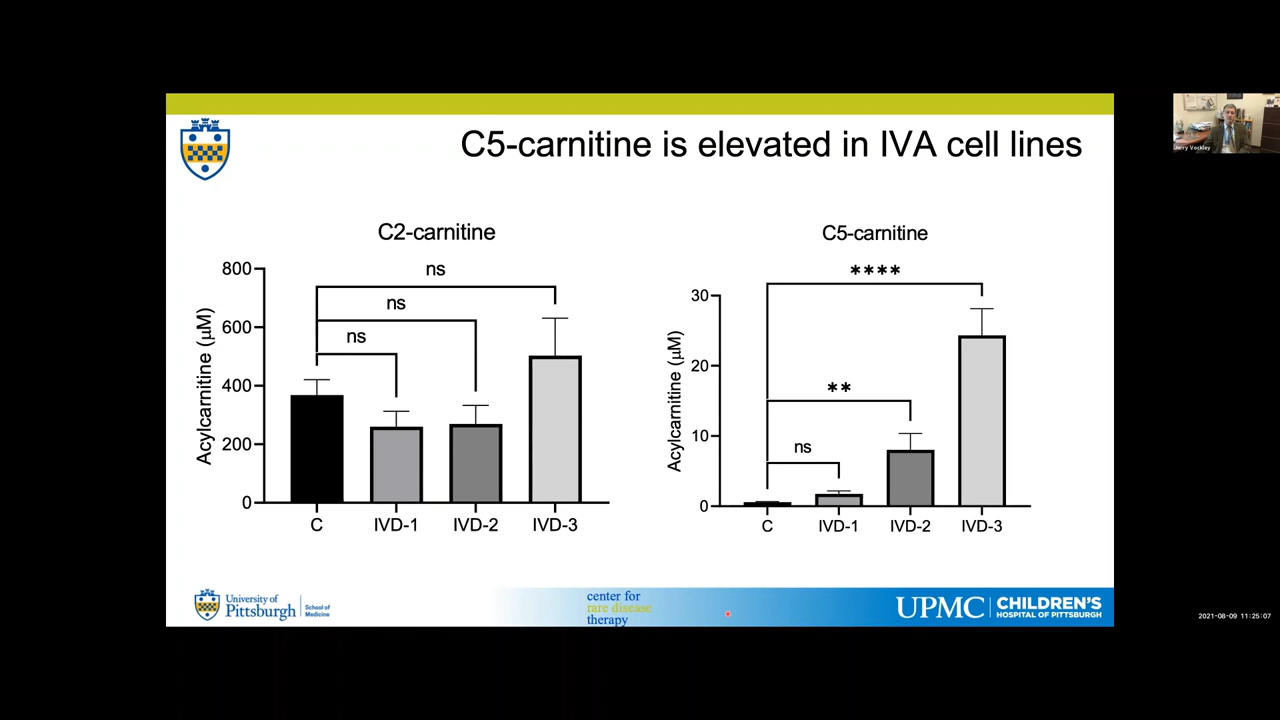 C5-carnitine is elevated in IVA cell lines
C2-carnitine
Acylcarnitine (µM)
800
600
400
200
0
ns
ns
ns
C
IVD-1
IVD-2
IVD-3
C5-carnitine
Acylcarnitine (µM)
30
20
10
0
****
**
ns
C
IVD-1
IVD-2
IVD-3
University of
Pittsburgh
School of
Medicine
center for
rare disease
therapy
UPMC
CHILDREN'S
HOSPITAL OF PITTSBURGH
Jerry Vockley
2021-08-09 11:25:07